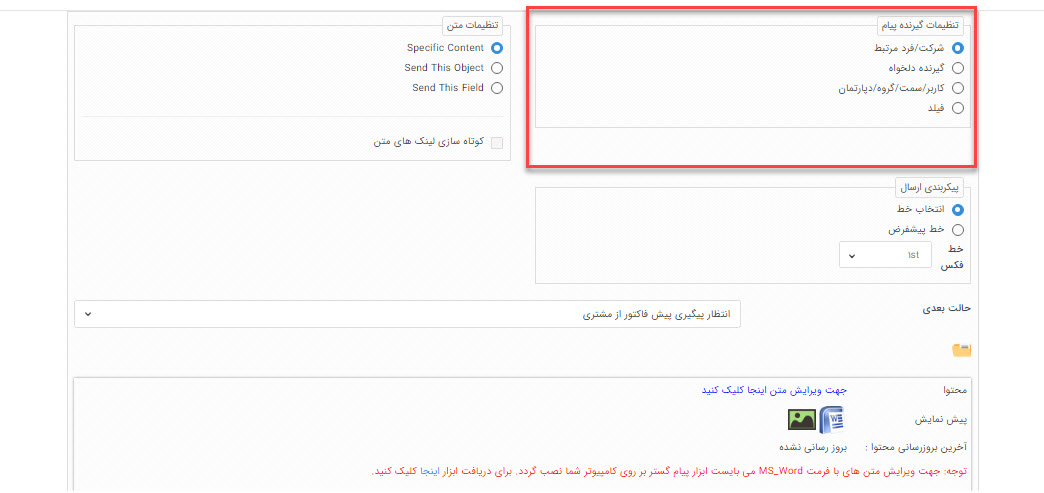 تنظیمات گیرنده پیام
شرکت/فرد مرتبط
گیرنده دلخواه
کاربر/سمت/گروه/دپارتمان
فیلد
تنظیمات متن
Specific Content
Send This Object
Send This Field
کوتاه سازی لینک های متن
پیکربندی ارسال
انتخاب خط
خط پیشفرض
خط فکس
1st
حالت بعدی
انتظار پیگیری پیش فاکتور از مشتری
محتوا
جهت ویرایش متن اینجا کلیک کنید
پیش نمایش
آخرین بروزرسانی محتوا : بروز رسانی نشده
توجه: جهت ویرایش متن های با فرمت MS_Word می بایست ابزار پیام گستر بر روی کامپیوتر شما نصب گردد. برای دریافت ابزار اینجا کلیک کنید.